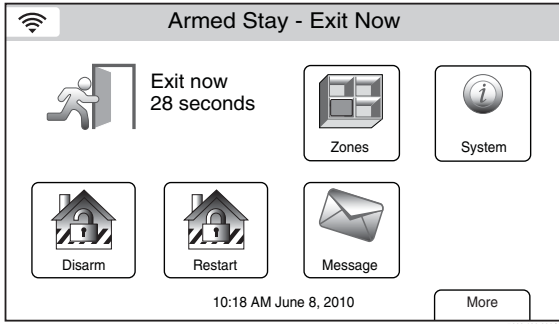 Armed Stay - Exit Now
Exit now
28 seconds
Zones
System
Disarm
Restart
Message
10:18 AM June 8, 2010
More